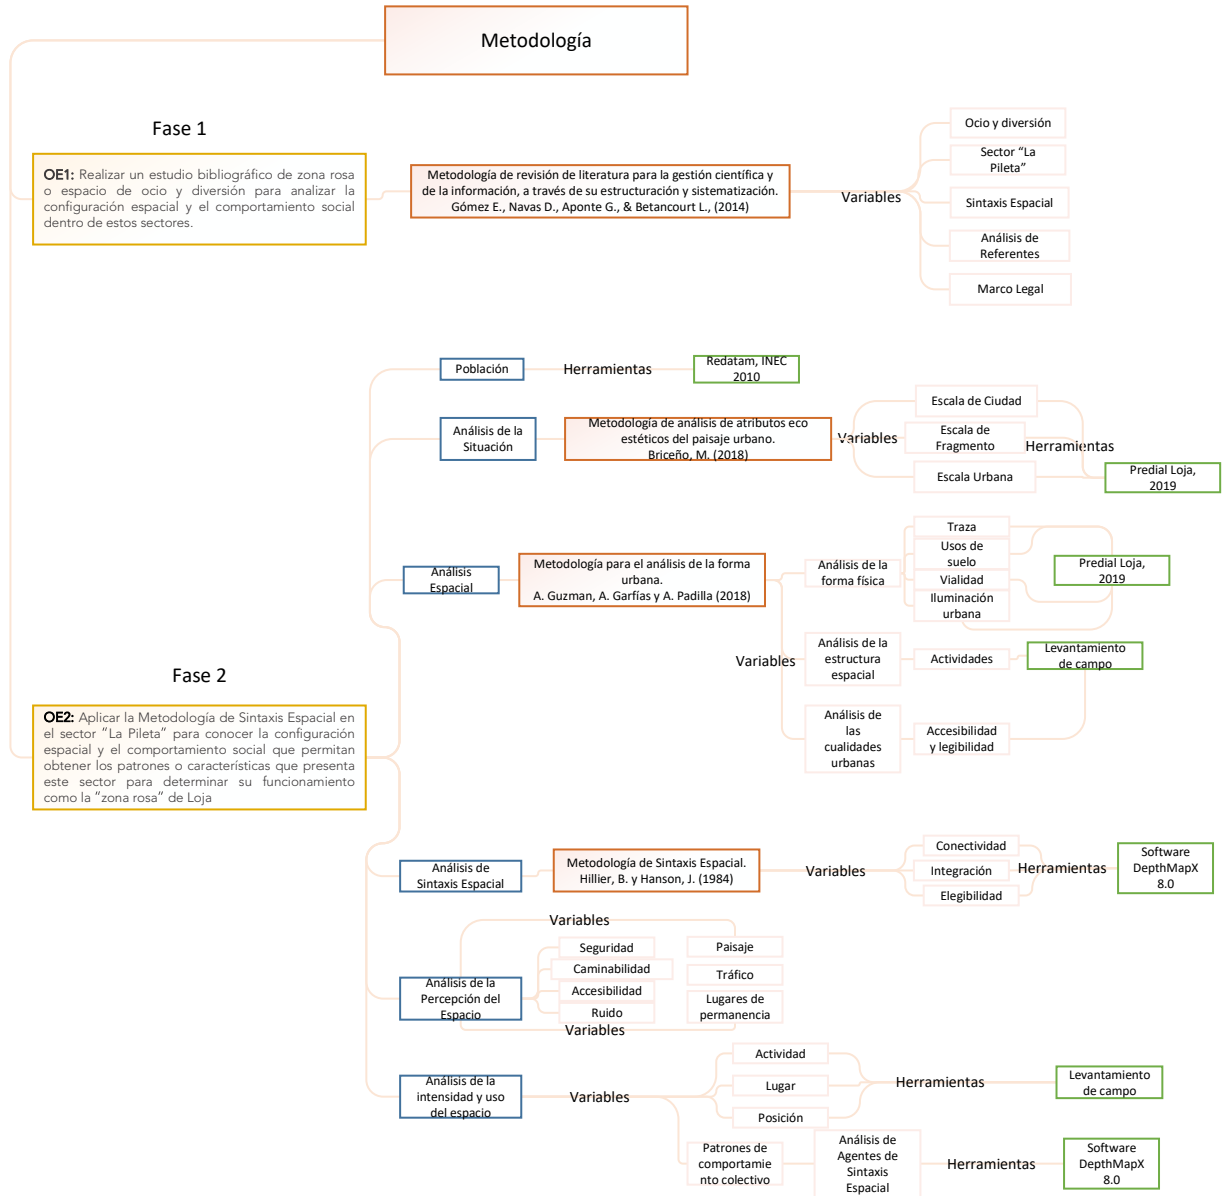 Metodología
Fase 1
OE1: Realizar un estudio bibliográfico de zona rosa
o espacio de ocio y diversión para analizar la
configuración espacial y el comportamiento social
dentro de estos sectores.
Metodología de revisión de literatura para la gestión científica y
de la información, a través de su estructuración y sistematización.
Gómez E., Navas D., Aponte G., & Betancourt L., (2014)
Variables
Ocio y diversión
Sector “La
Pileta”
Sintaxis Espacial
Análisis de
Referentes
Marco Legal
Fase 2
OE2: Aplicar la Metodología de Sintaxis Espacial en
el sector “La Pileta” para conocer la configuración
espacial y el comportamiento social que permitan
obtener los patrones o características que presenta
este sector para determinar su funcionamiento
como la “zona rosa” de Loja
Población
Herramientas
Redatam, INEC
2010
Análisis de la
Situación
Metodología de análisis de atributos eco
estéticos del paisaje urbano.
Briceño, M. (2018)
Variables
Escala de Ciudad
Escala de
Fragmento
Escala Urbana
Herramientas
Predial Loja,
2019
Análisis
Espacial
Metodología para el análisis de la forma
urbana.
A. Guzman, A. Garfías y A. Padilla (2018)
Variables
Análisis de la
forma física
Traza
Usos de
suelo
Vialidad
Iluminación
urbana
Predial Loja,
2019
Análisis de la
estructura
espacial
Actividades
Levantamiento
de campo
Análisis de
las
cualidades
urbanas
Accesibilidad
y legibilidad
Análisis de
Sintaxis Espacial
Metodología de Sintaxis Espacial.
Hillier, B. y Hanson, J. (1984)
Variables
Conectividad
Integración
Elegibilidad
Herramientas
Software
DepthMapX
8.0
Análisis de la
Percepción del
Espacio
Variables
Seguridad
Caminabilidad
Accesibilidad
Ruido
Paisaje
Tráfico
Lugares de
permanencia
Variables
Análisis de la
intensidad y uso
del espacio
Variables
Actividad
Lugar
Posición
Herramientas
Levantamiento
de campo
Patrones de
comportamie
nto colectivo
Análisis de
Agentes de
Sintaxis
Espacial
Herramientas
Software
DepthMapX
8.0